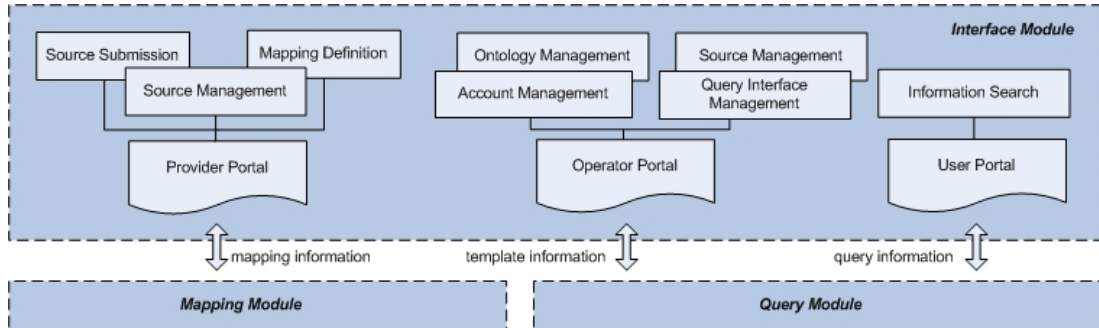 Interface Module
Source Submission
Mapping Definition
Source Management
Provider Portal
Ontology Management
Source Management
Account Management
Query Interface
Management
Operator Portal
Information Search
User Portal
mapping information
template information
query information
Mapping Module
Query Module